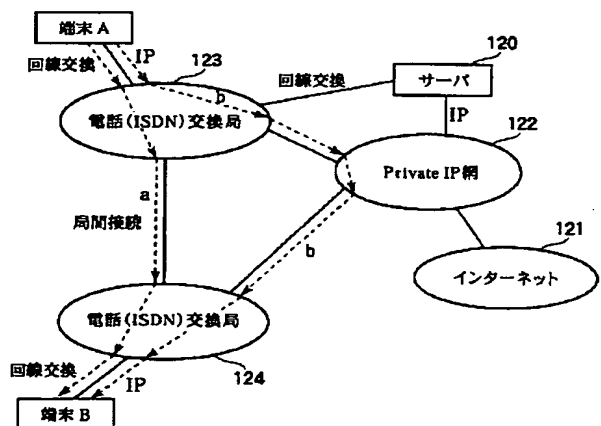 端末 A
IP
回線交換
123
回線交換
120
サーバ
b
IP
122
電話(ISDN)交換局
Private IP網
a
局間接続
b
121
インターネット
電話(ISDN)交換局
回線交換
IP
124
端末 B